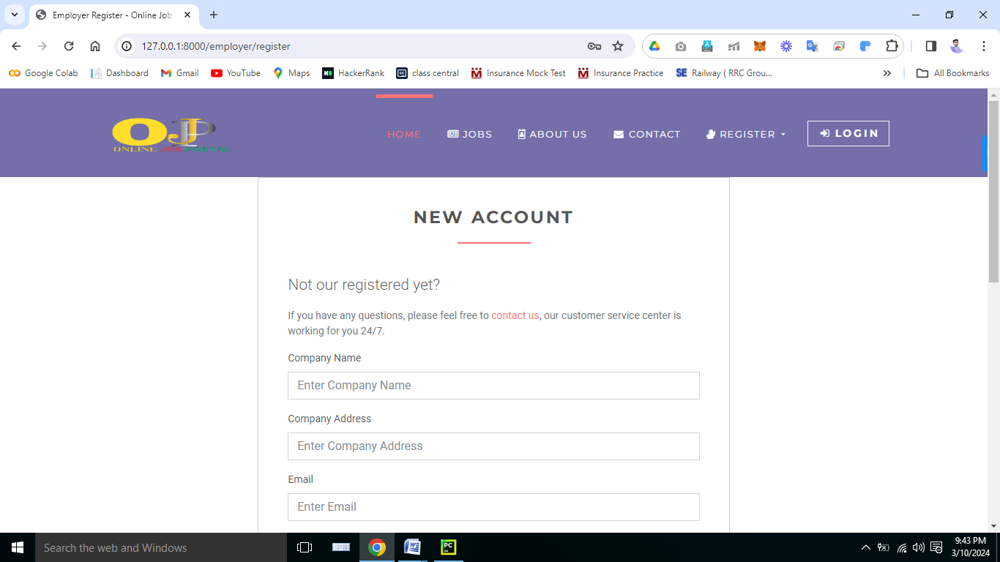 Employer Register - Online Job
127.0.0.1:8000/employer/register
Google Colab Dashboard Gmail YouTube Maps HackerRank class central Insurance Mock Test Insurance Practice SE Railway ( RRC Grou... All Bookmarks
OJP
ONLINE JOB PORTAL
HOME JOBS ABOUT US CONTACT REGISTER LOGIN
NEW ACCOUNT
Not our registered yet?
If you have any questions, please feel free to contact us, our customer service center is
working for you 24/7.
Company Name
Enter Company Name
Company Address
Enter Company Address
Email
Enter Email
Search the web and Windows
9:43 PM
3/10/2024